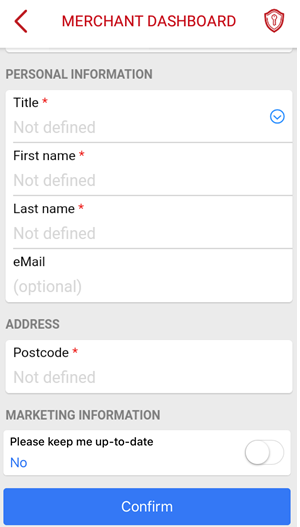 MERCHANT DASHBOARD
PERSONAL INFORMATION
Title *
Not defined
First name *
Not defined
Last name *
Not defined
eMail
(optional)
ADDRESS
Postcode *
Not defined
MARKETING INFORMATION
Please keep me up-to-date
No
Confirm